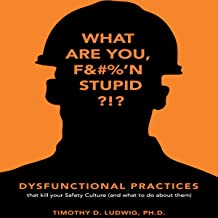 WHAT
ARE YOU,
F&#%'N
STUPID
?!?
DYSFUNCTIONAL PRACTICES
that kill your Safety Culture (and what to do about them)
TIMOTHY D. LUDWIG, PH.D.